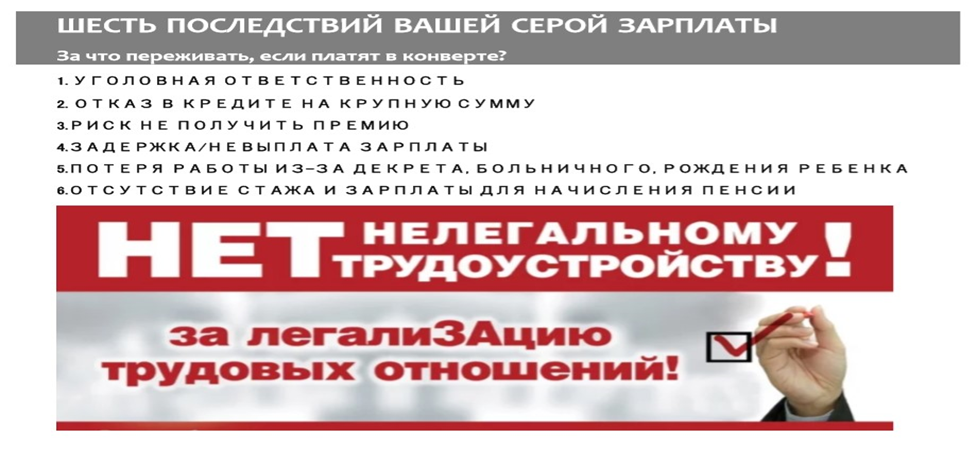 ШЕСТЬ ПОСЛЕДСТВИЙ ВАШЕЙ СЕРОЙ ЗАРПЛАТЫ
За что переживать, если платят в конверте?
1. УГОЛОВНАЯ ОТВЕТСТВЕННОСТЬ
2. ОТКАЗ В КРЕДИТЕ НА КРУПНУЮ СУММУ
3.РИСК НЕ ПОЛУЧИТЬ ПРЕМИЮ
4.ЗАДЕРЖКА/НЕВЫПЛАТА ЗАРПЛАТЫ
5.ПОТЕРЯ РАБОТЫ ИЗ-ЗА ДЕКРЕТА, БОЛЬНИЧНОГО, РОЖДЕНИЯ РЕБЕНКА
6.ОТСУТСТВИЕ СТАЖА И ЗАРПЛАТЫ ДЛЯ НАЧИСЛЕНИЯ ПЕНСИИ
НЕТ НЕЛЕГАЛЬНОМУ
ТРУДОУСТРОЙСТВУ!
за легалиЗАцию
трудовых отношений!